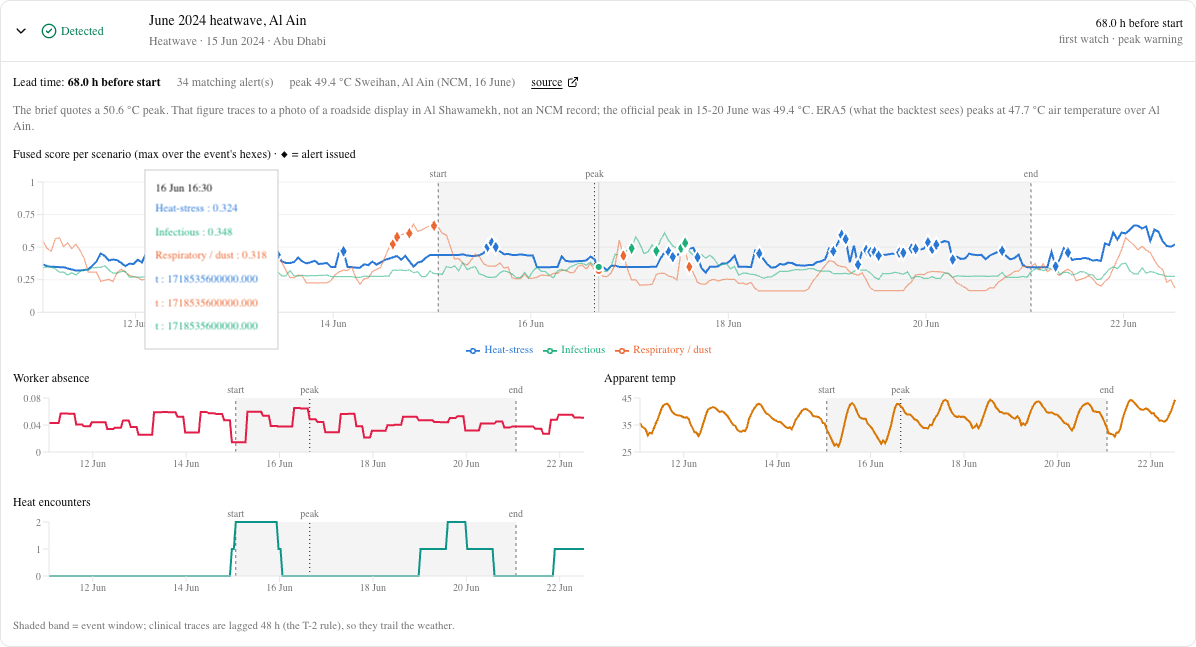 Detected
June 2024 heatwave, Al Ain
Heatwave · 15 Jun 2024 · Abu Dhabi
68.0 h before start
first watch · peak warning
Lead time: 68.0 h before start 34 matching alert(s) peak 49.4 °C Sweihan, Al Ain (NCM, 16 June) source
The brief quotes a 50.6 °C peak. That figure traces to a photo of a roadside display in Al Shawamekh, not an NCM record; the official peak in 15-20 June was 49.4 °C. ERA5 (what the backtest sees) peaks at 47.7 °C air temperature over Al
Ain.
Fused score per scenario (max over the event's hexes) · ◆ = alert issued
start peak end
1
0.75
0.5
0.25
0
16 Jun 16:30
Heat-stress : 0.324
Infectious : 0.348
Respiratory / dust : 0.318
t : 1718535600000.000
t : 1718535600000.000
t : 1718535600000.000
12 Ju 14 Jun 16 Jun 18 Jun 20 Jun 22 Jun
Heat-stress Infectious Respiratory / dust
Worker absence
start peak end
0.08
0.04
0
12 Jun 14 Jun 16 Jun 18 Jun 20 Jun 22 Jun
Apparent temp
start peak end
45
35
25
12 Jun 14 Jun 16 Jun 18 Jun 20 Jun 22 Jun
Heat encounters
start peak end
2
1
0
12 Jun 14 Jun 16 Jun 18 Jun 20 Jun 22 Jun
Shaded band = event window; clinical traces are lagged 48 h (the T-2 rule), so they trail the weather.